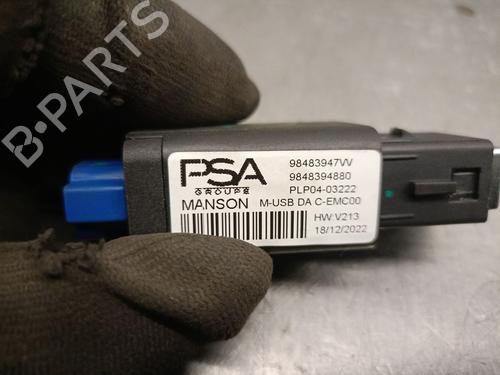 B-PARTS
PSA
GROUPE
98483947VV
9848394880
PLP04-03222
MANSON M-USB DA C-EMC00
HW:V213
18/12/2022